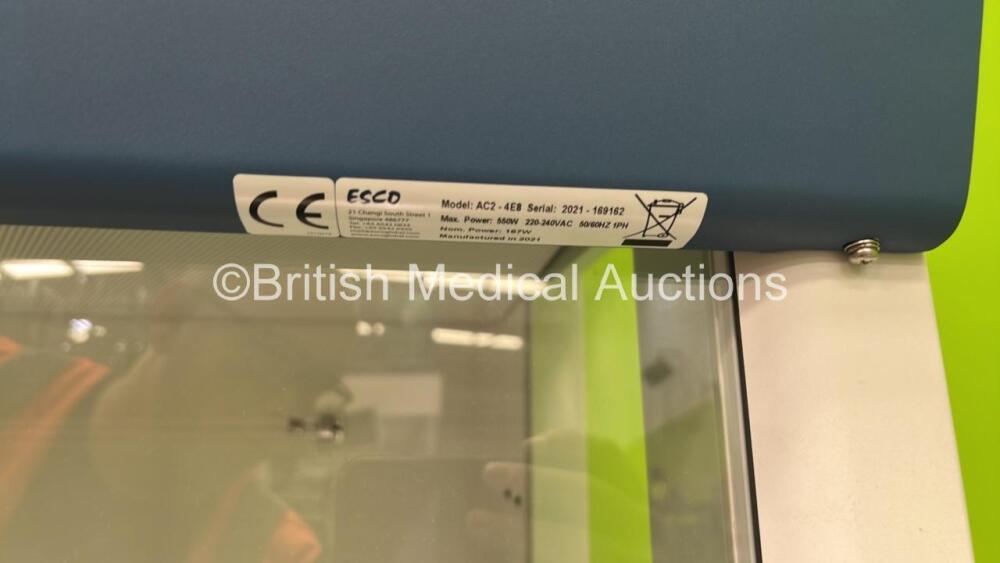 CE
ESCO
21 Changi South Street 1
Singapore 486777
Model: AC2 - 4E8 Serial: 2021 - 169162
Max. Power: 550W 220-240VAC 50/60HZ 1PH
Nom. Power: 167W
Manufactured in 2021
©British Medical Auctions